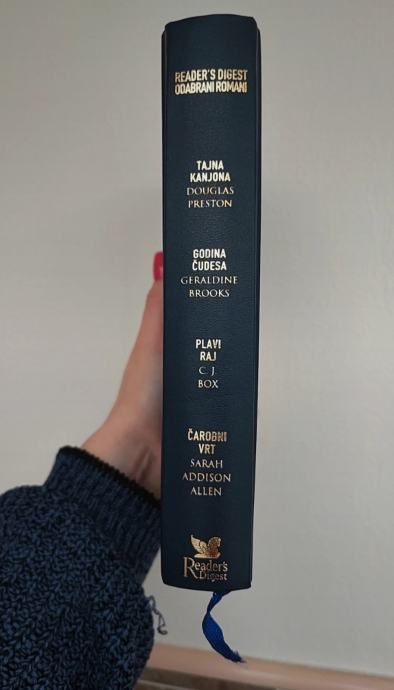 READER'S DIGEST
ODABRANI ROMANI
TAJNA
KANJONA
DOUGLAS
PRESTON
GODINA
ČUDESA
GERALDINE
BROOKS
PLAVI
RAJ
C J
BOX
ČAROBNI
VRT
SARAH
ADDISON
ALLEN
Reader's
Digest